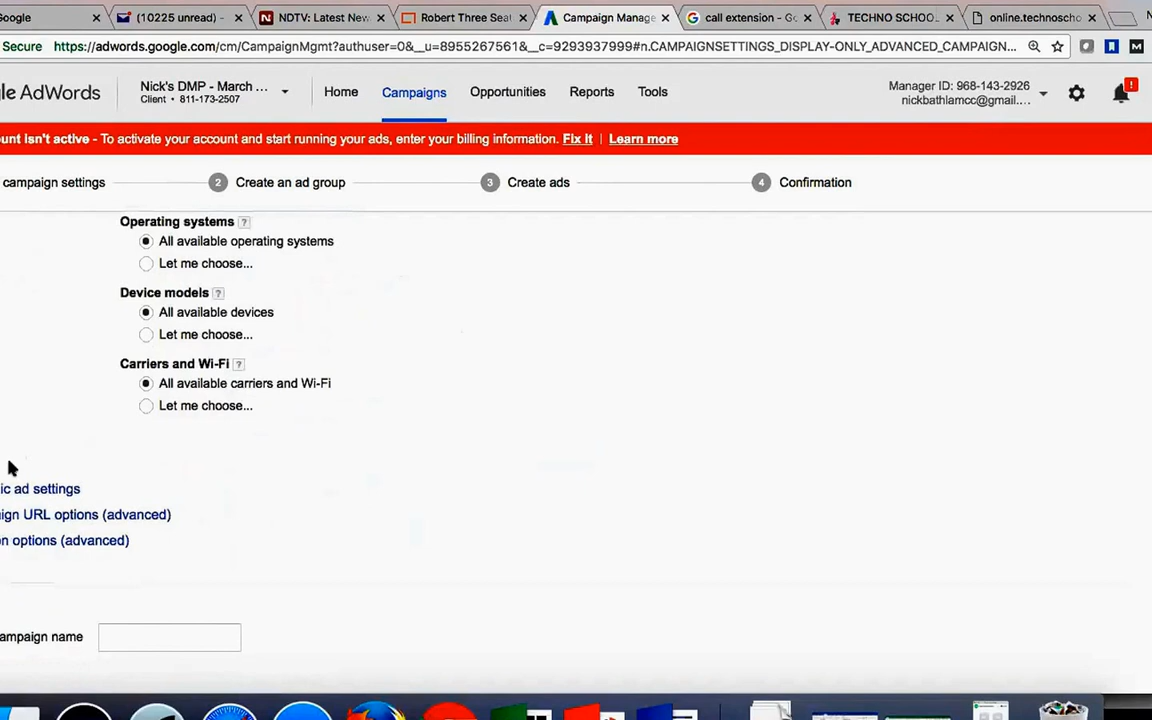 oogle
(10225 unread) -
NDTV: Latest New
Robert Three Sea
Campaign Manage
call extension - Go
TECHNO SCHOO
online.technoscho
Secure https://adwords.google.com/cm/CampaignMgmt?authuser=0&__u=8955267561&__c=9293937999#n.CAMPAIGNSETTINGS_DISPLAY-ONLY_ADVANCED_CAMPAIGN...
le AdWords
Nick's DMP - March ...
Client • 811-173-2507
Home
Campaigns
Opportunities
Reports
Tools
Manager ID: 968-143-2926
nickbathlamcc@gmail....
!
unt isn't active - To activate your account and start running your ads, enter your billing information. Fix It | Learn more
campaign settings
2 Create an ad group
3 Create ads
4 Confirmation
Operating systems ?
All available operating systems
Let me choose...
Device models ?
All available devices
Let me choose...
Carriers and Wi-Fi ?
All available carriers and Wi-Fi
Let me choose...
ic ad settings
ign URL options (advanced)
n options (advanced)
ampaign name